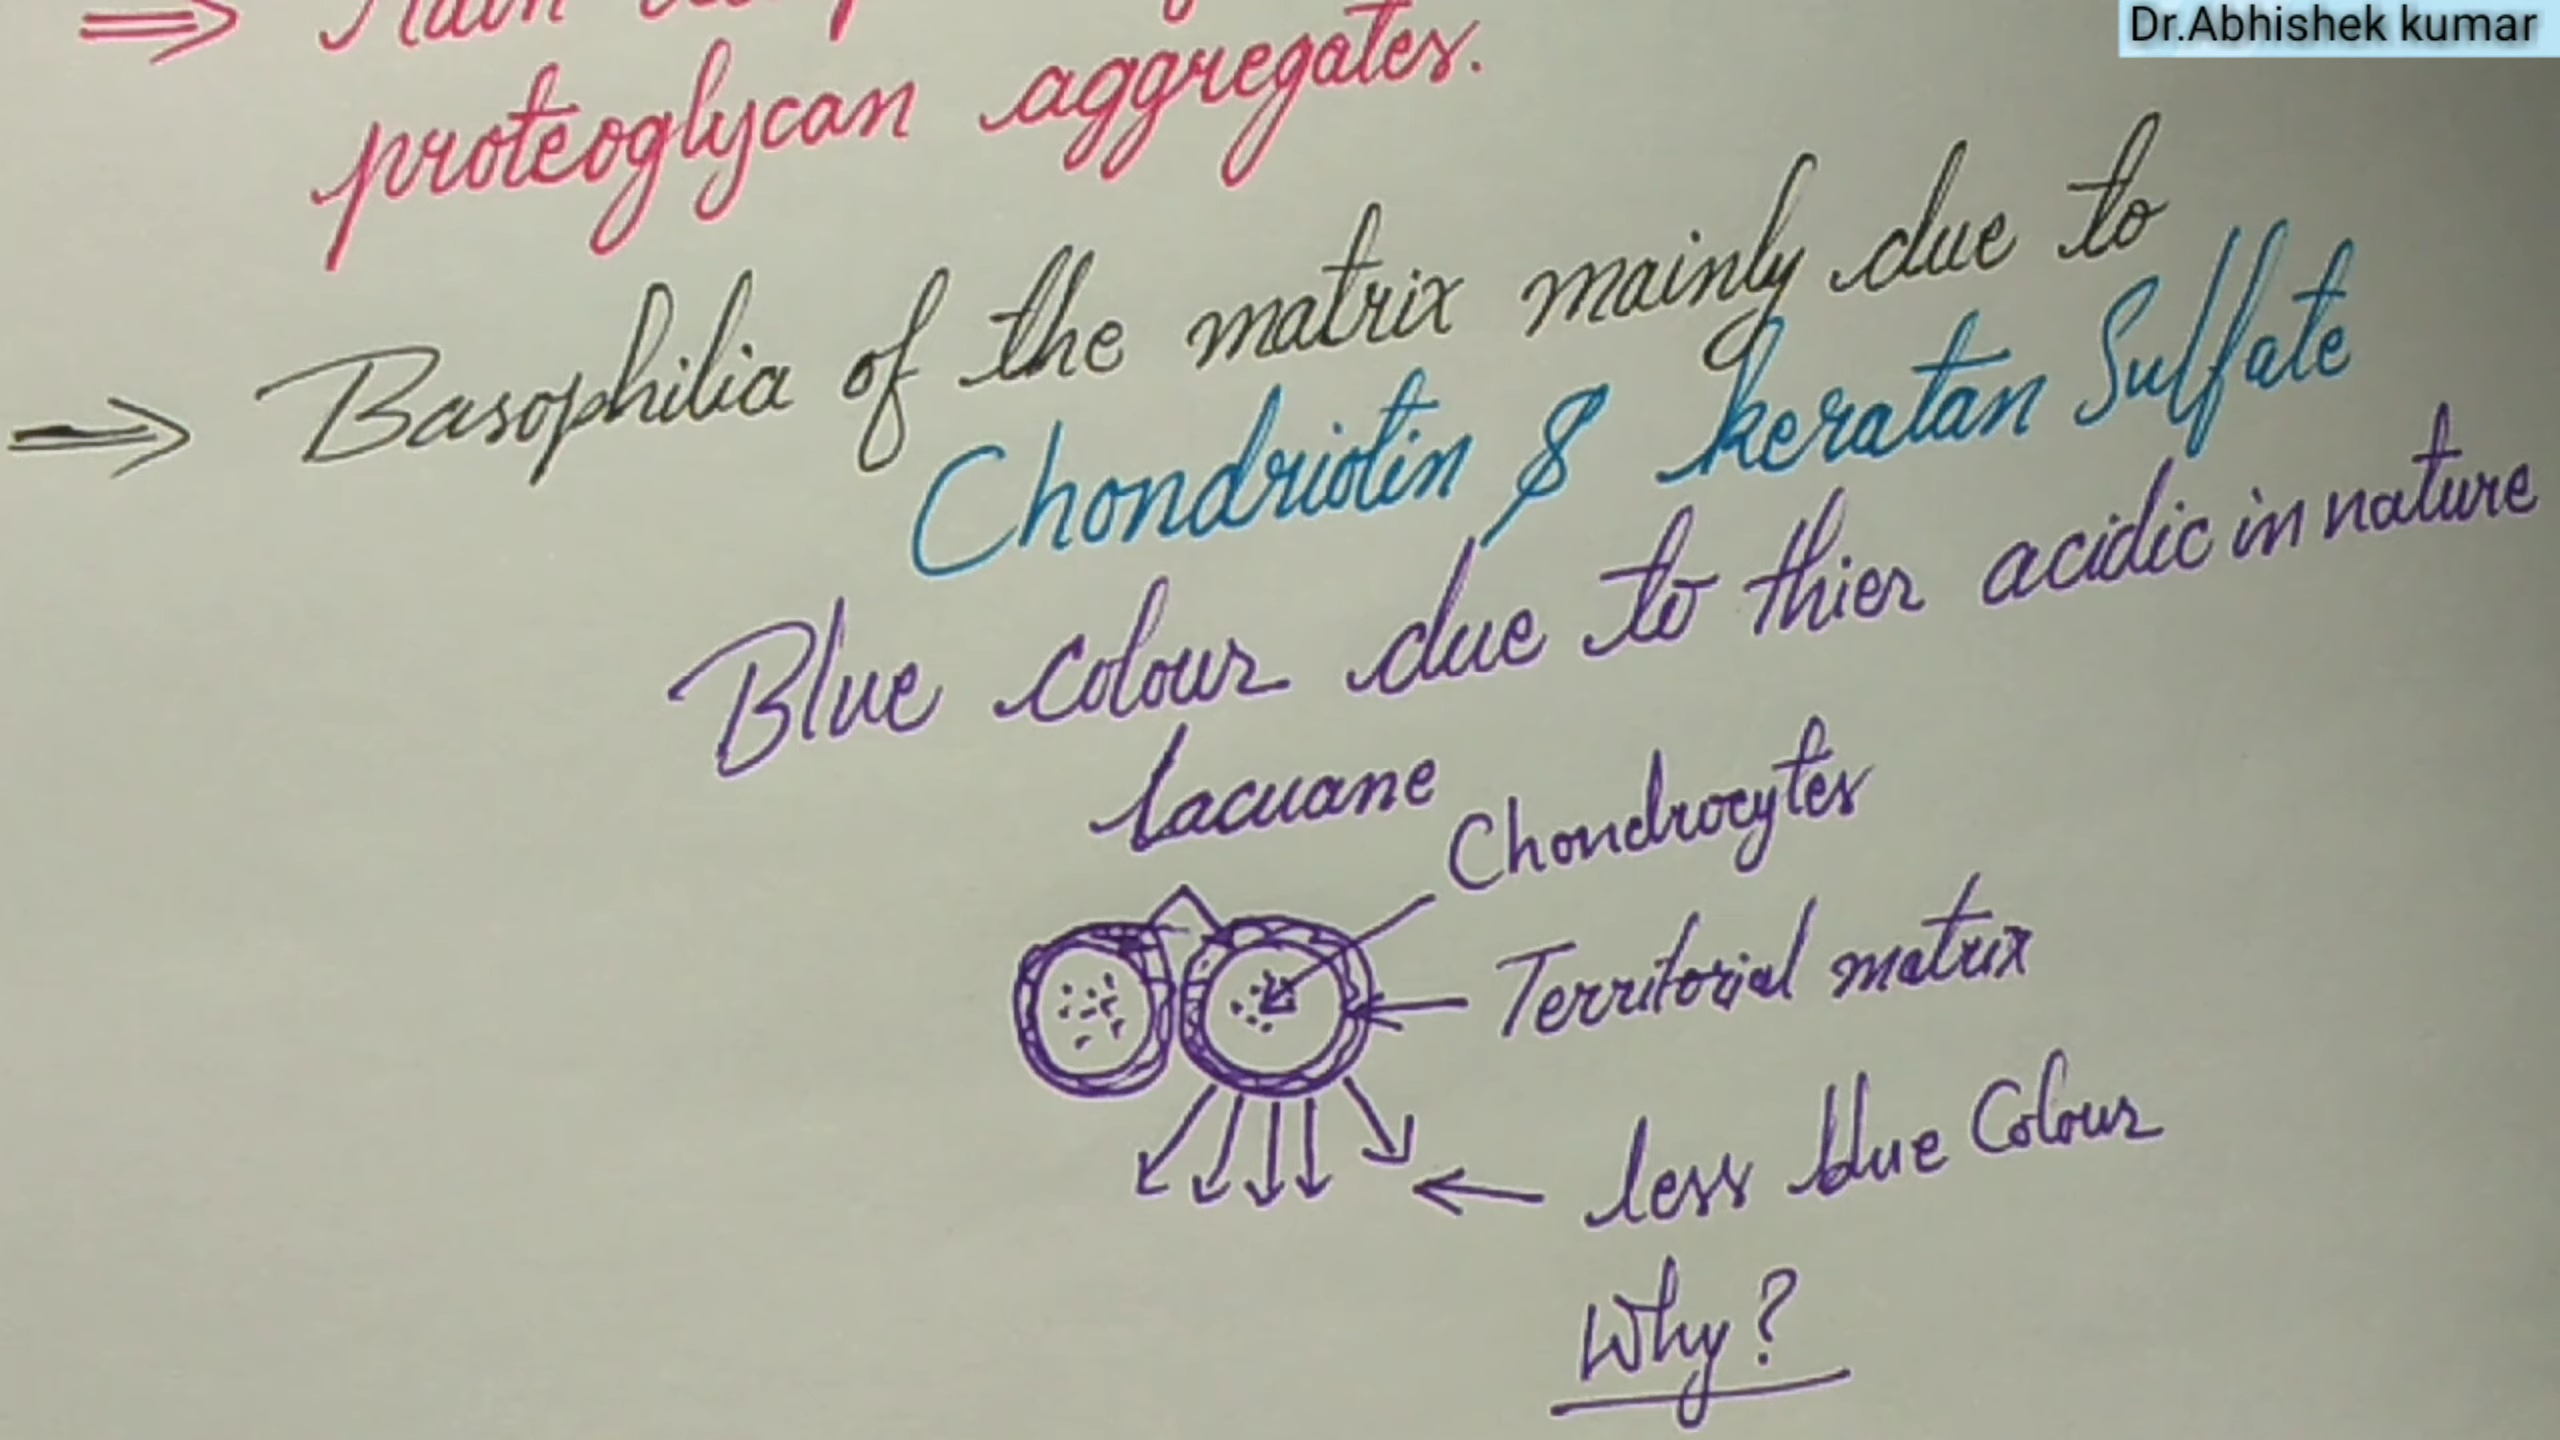 Dr.Abhishek kumar
proteoglycan aggregates.
Basophilia of the matrix mainly due to
Chondriotin & keratan Sulfate
Blue colour due to thier acidic in nature
lacuane
Chondrocytes
Territorial matrix
less blue Colour
Why?